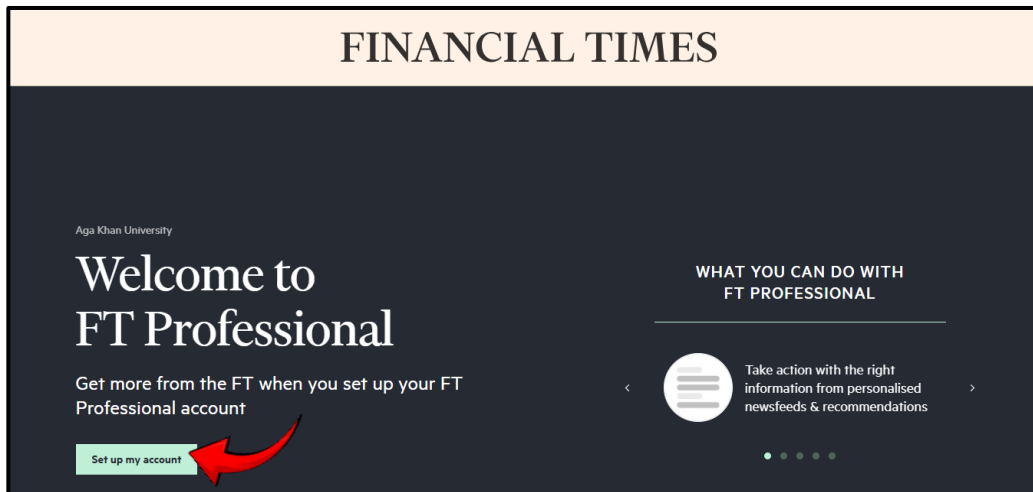 FINANCIAL TIMES
Aga Khan University
Welcome to
FT Professional
Get more from the FT when you set up your FT
Professional account
Set up my account
WHAT YOU CAN DO WITH
FT PROFESSIONAL
Take action with the right
information from personalised
newsfeeds & recommendations